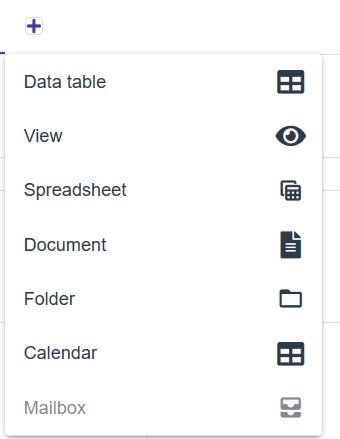 Data table
View
Spreadsheet
Document
Folder
Calendar
Mailbox